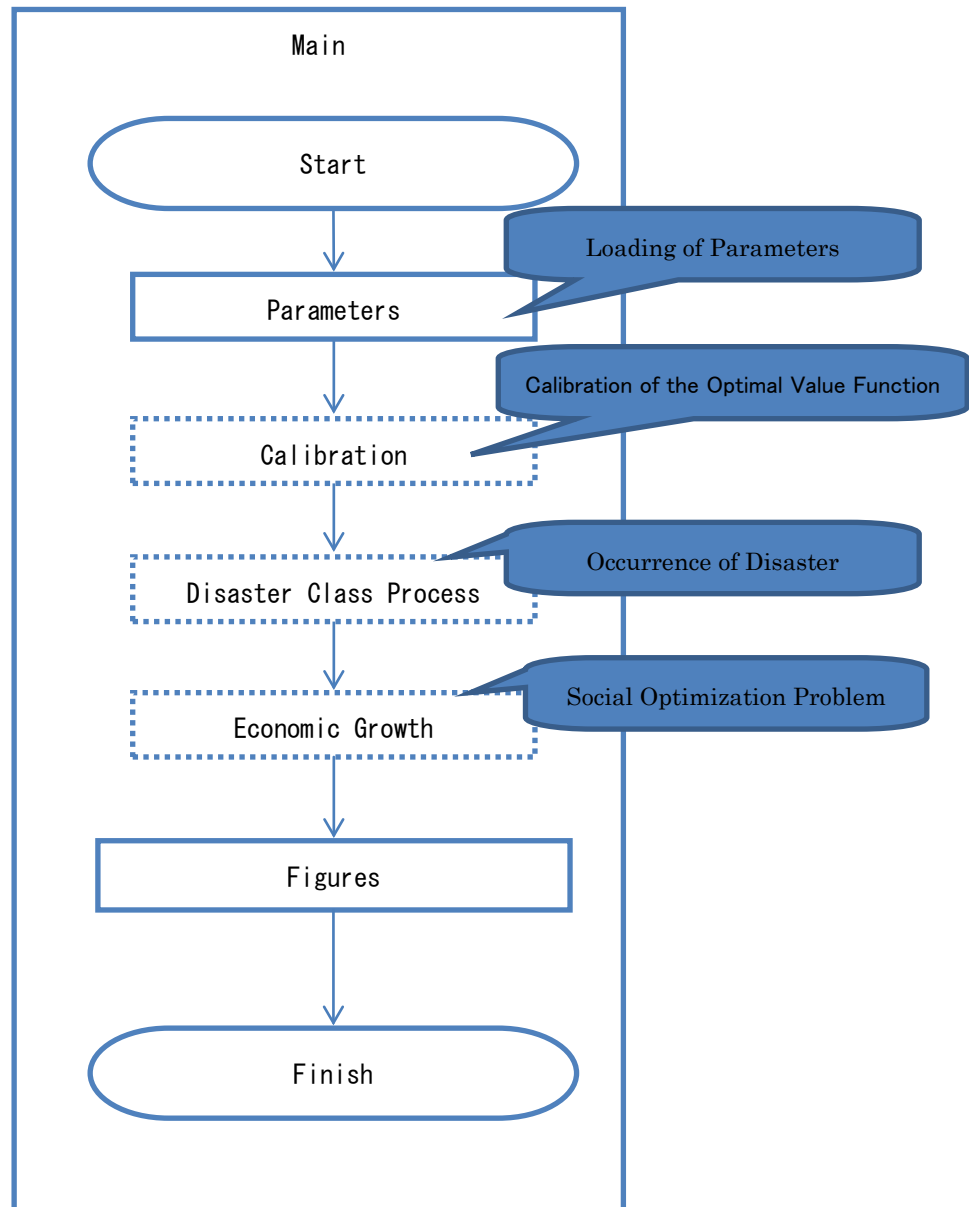 Main
Start
Loading of Parameters
Parameters
Calibration of the Optimal Value Function
Calibration
Occurrence of Disaster
Disaster Class Process
Social Optimization Problem
Economic Growth
Figures
Finish